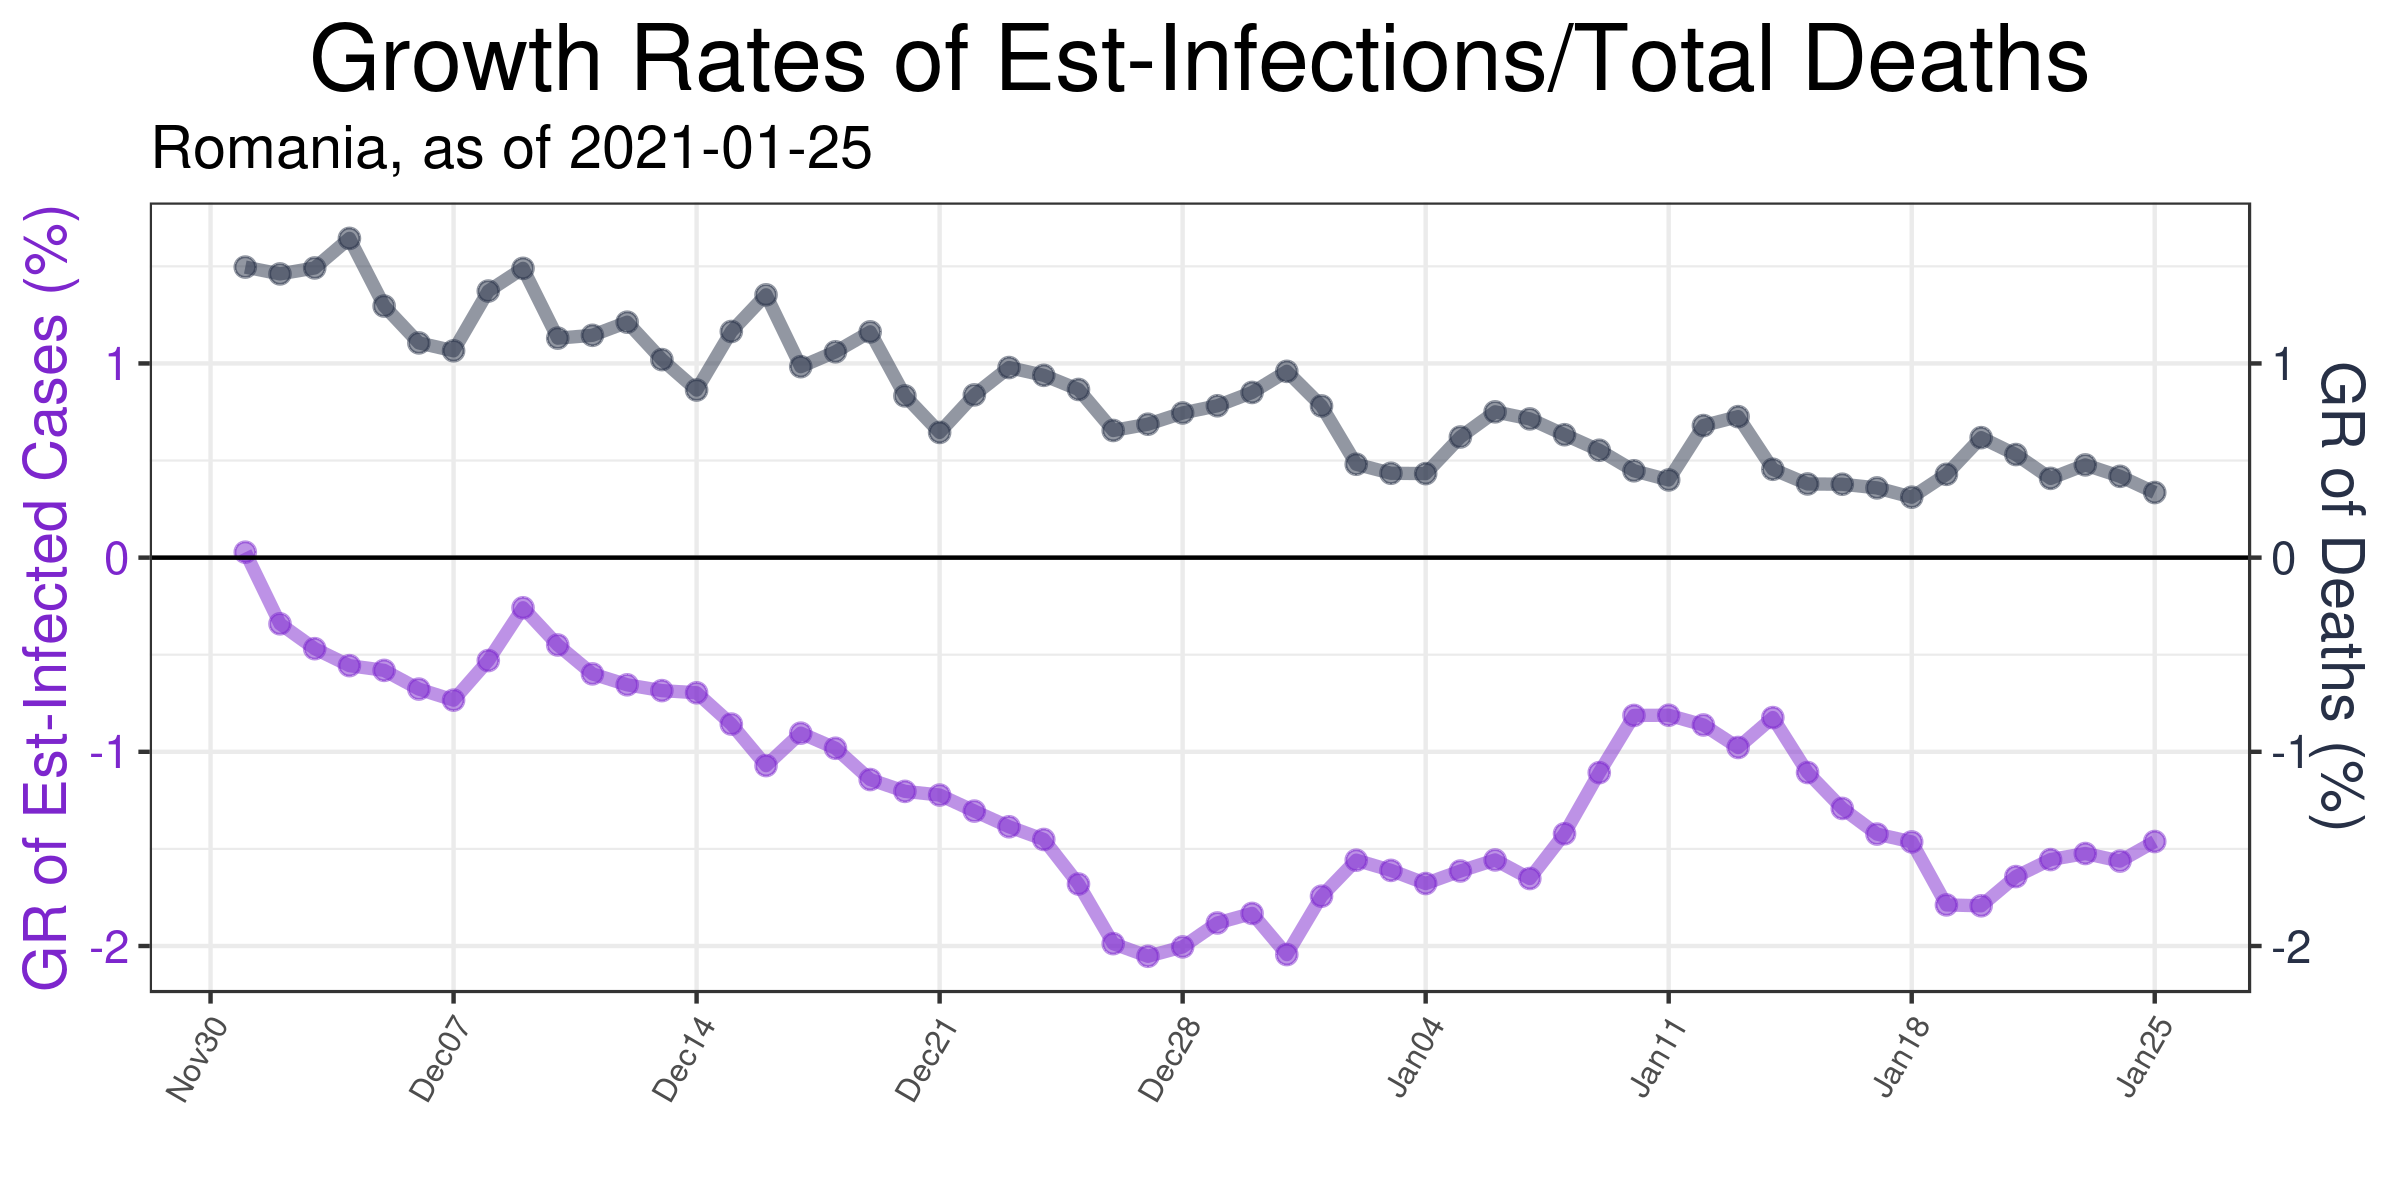 Growth Rates of Est-Infections/Total Deaths
Romania, as of 2021-01-25
GR of Est-Infected Cases (%)
1
0
-1
-2
1
0
-1
-2
GR of Deaths (%)
Nov30
Dec07
Dec14
Dec21
Dec28
Jan04
Jan11
Jan18
Jan25